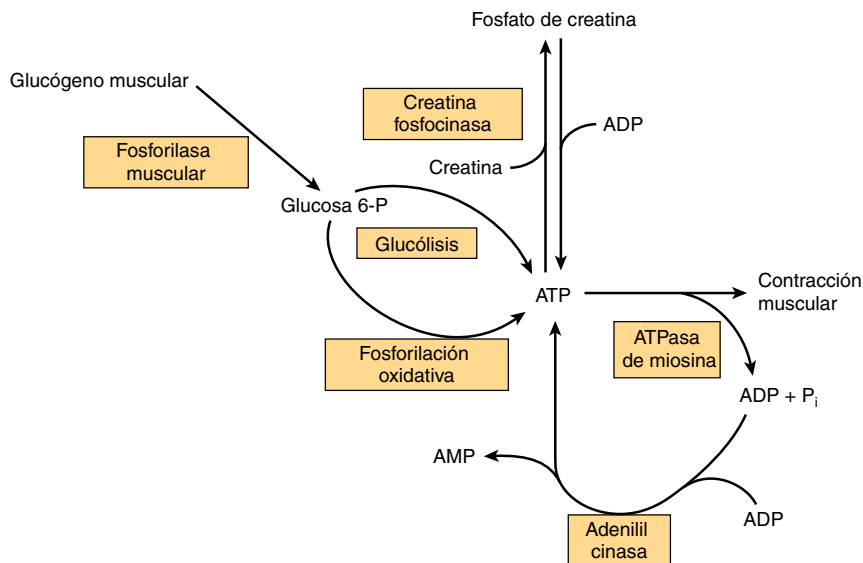 Fosfato de creatina
Glucógeno muscular
Creatina
fosfocinasa
ADP
Fosforilasa
muscular
Creatina
Glucosa 6-P
Glucólisis
ATP
Contracción
muscular
ATPasa
de miosina
Fosforilación
oxidativa
ADP + Pi
AMP
ADP
Adenilil
cinasa